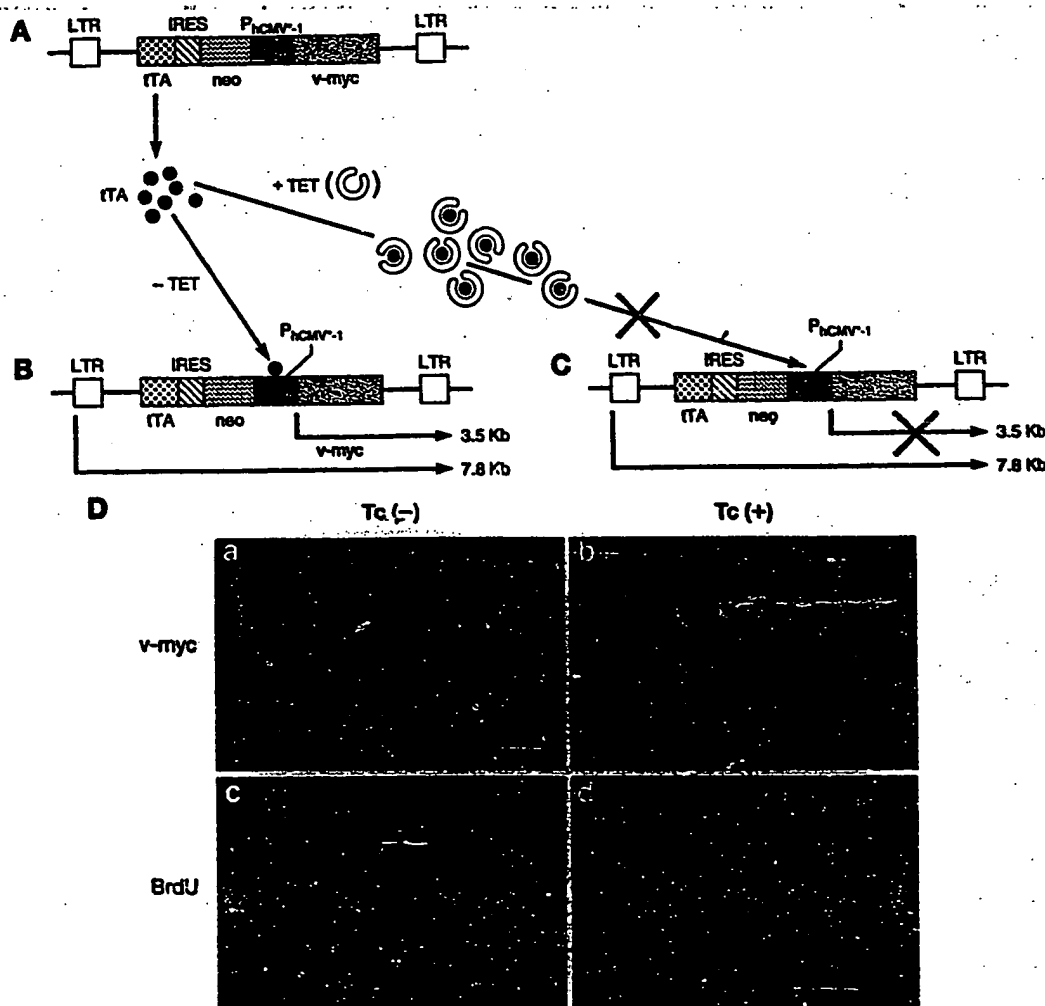 A
LTR IRES PhCMV*-1 LTR
tTA neo v-myc
tTA
+ TET ( )
– TET
PhCMV*-1
B LTR IRES LTR
tTA neo
v-myc
3.5 Kb
7.8 Kb
PhCMV*-1
C LTR IRES LTR
tTA neo
3.5 Kb
7.8 Kb
D Tc (–) Tc (+)
a b
v-myc
c d
BrdU